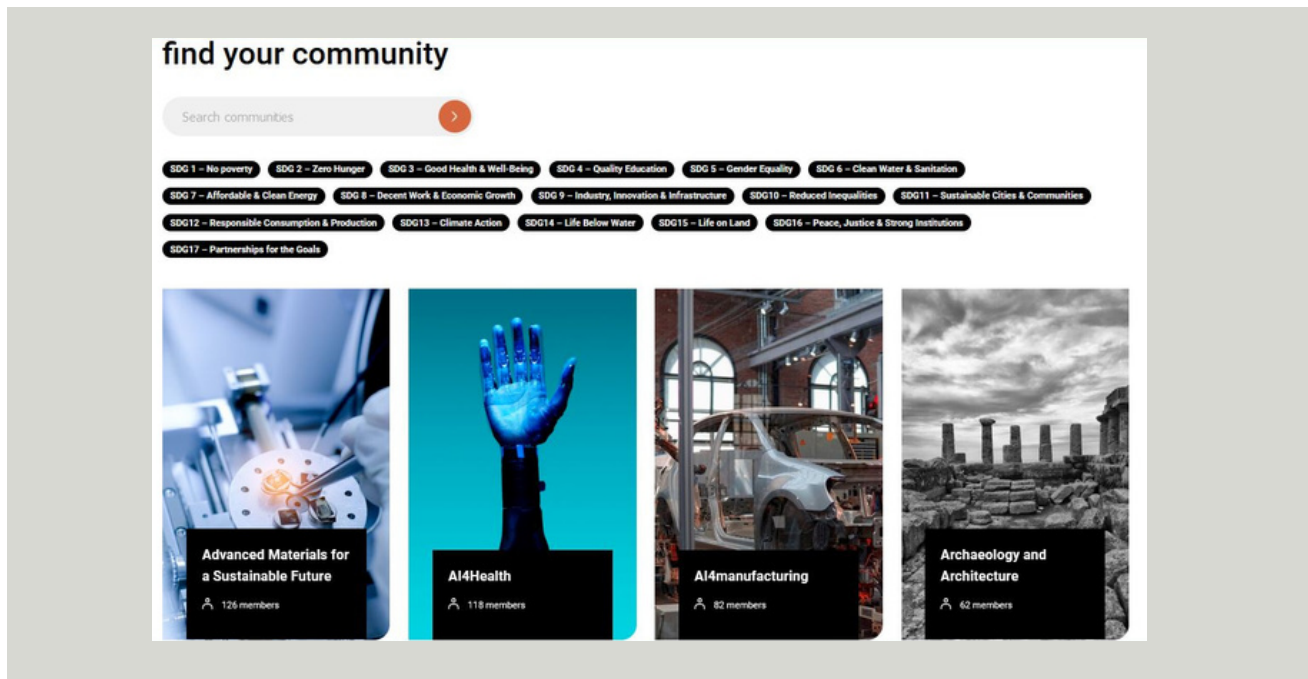 find your community
Search communities
SDG 1 – No poverty SDG 2 – Zero Hunger SDG 3 – Good Health & Well-Being SDG 4 – Quality Education SDG 5 – Gender Equality SDG 6 – Clean Water & Sanitation
SDG 7 – Affordable & Clean Energy SDG 8 – Decent Work & Economic Growth SDG 9 – Industry, Innovation & Infrastructure SDG10 – Reduced Inequalities SDG11 – Sustainable Cities & Communities
SDG12 – Responsible Consumption & Production SDG13 – Climate Action SDG14 – Life Below Water SDG15 – Life on Land SDG16 – Peace, Justice & Strong Institutions
SDG17 – Partnerships for the Goals
Advanced Materials for
a Sustainable Future
126 members
AI4Health
118 members
AI4manufacturing
82 members
Archaeology and
Architecture
62 members